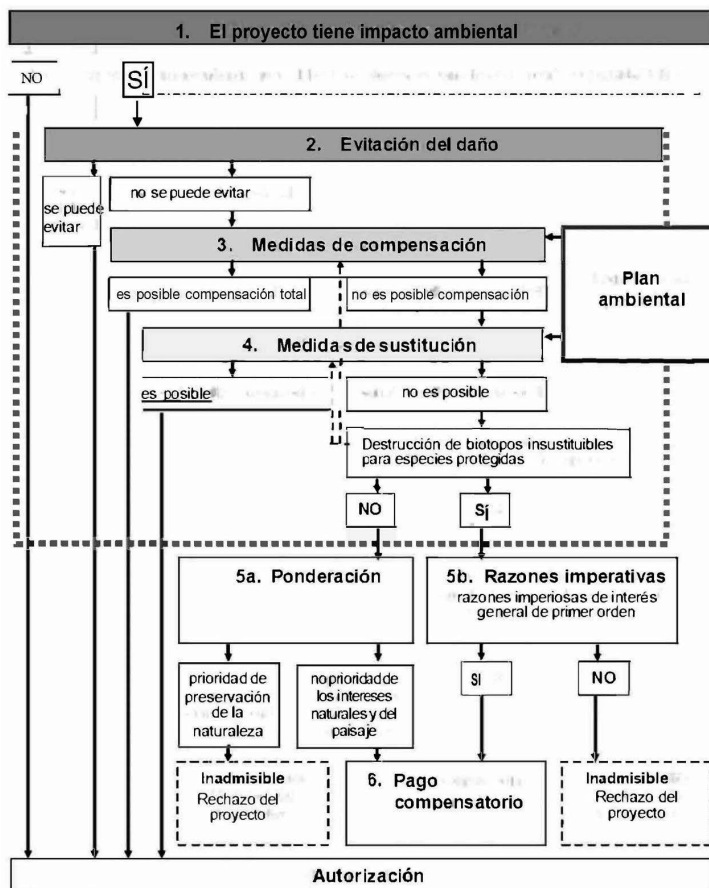 1. El proyecto tiene impacto ambiental
NO
SÍ
2. Evitación del daño
se puede
evitar
no se puede evitar
3. Medidas de compensación
Plan
ambiental
es posible compensación total
no es posible compensación
4. Medidas de sustitución
es posible
no es posible
Destrucción de biotopos insustituibles
para especies protegidas
NO
SÍ
5a. Ponderación
5b. Razones imperativas
razones imperiosas de interés
general de primer orden
prioridad de
preservación
de la
naturaleza
no prioridad de
los intereses
naturales y del
paisaje
SI
NO
Inadmisible
Rechazo del
proyecto
6. Pago
compensatorio
Inadmisible
Rechazo del
proyecto
Autorización